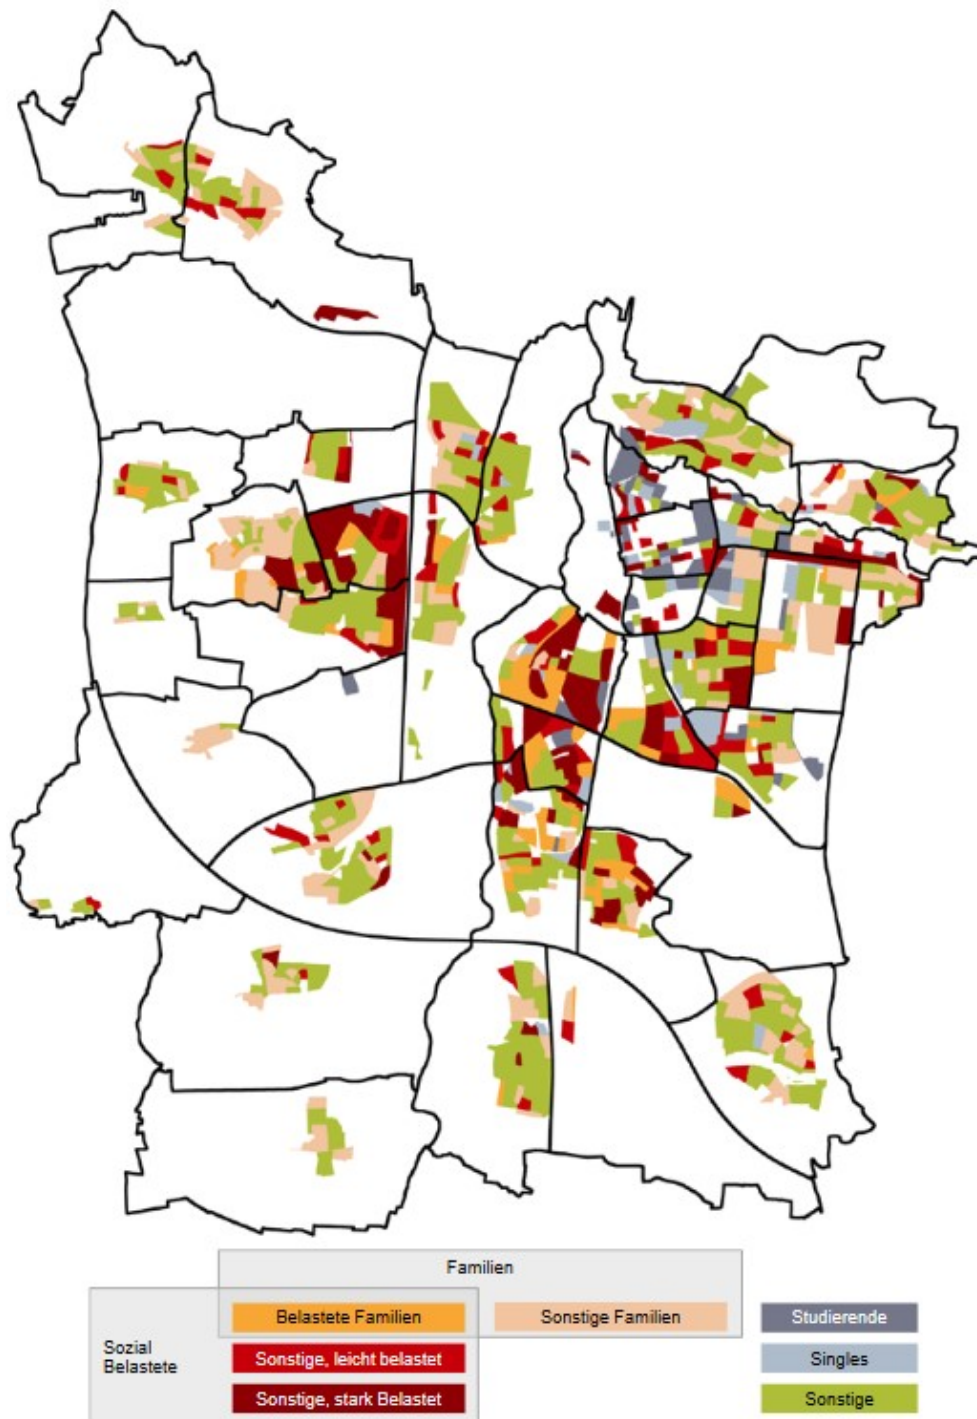 Familien
Belastete Familien
Sonstige Familien
Studierende
Sozial
Belastete
Sonstige, leicht belastet
Singles
Sonstige, stark Belastet
Sonstige